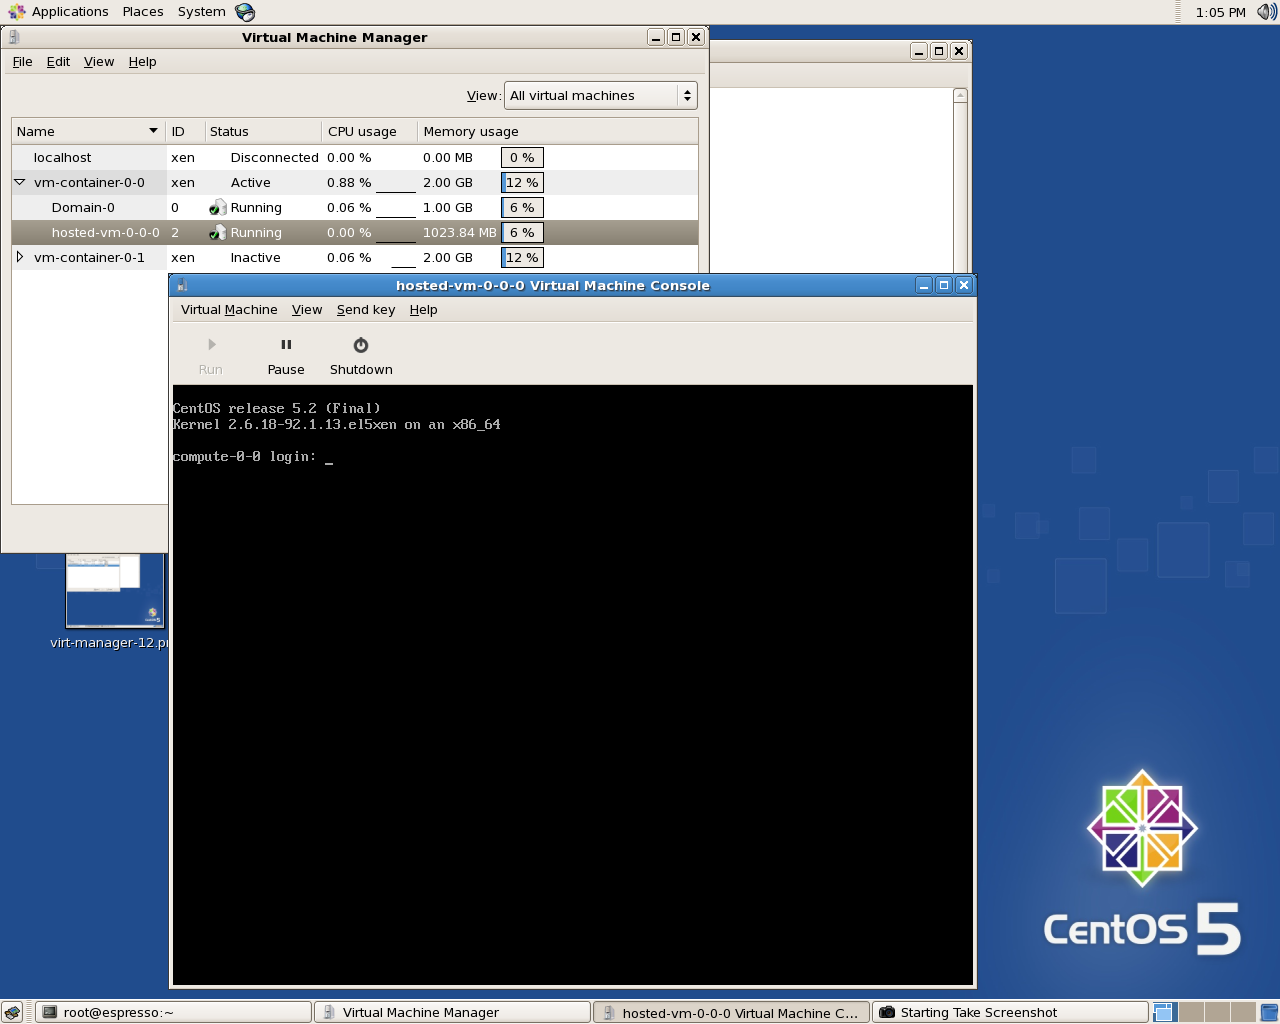 Applications Places System 1:05 PM
Virtual Machine Manager
File Edit View Help
View: All virtual machines
Name ID Status CPU usage Memory usage
localhost xen Disconnected 0.00 % 0.00 MB 0 %
vm-container-0-0 xen Active 0.88 % 2.00 GB 12 %
Domain-0 0 Running 0.06 % 1.00 GB 6 %
hosted-vm-0-0-0 2 Running 0.00 % 1023.84 MB 6 %
vm-container-0-1 xen Inactive 0.06 % 2.00 GB 12 %
hosted-vm-0-0-0 Virtual Machine Console
Virtual Machine View Send key Help
Run Pause Shutdown
CentOS release 5.2 (Final)
Kernel 2.6.18-92.1.13.el5xen on an x86_64
compute-0-0 login: _
virt-manager-12.pr
CentOS 5
root@espresso:~ Virtual Machine Manager hosted-vm-0-0-0 Virtual Machine C... Starting Take Screenshot